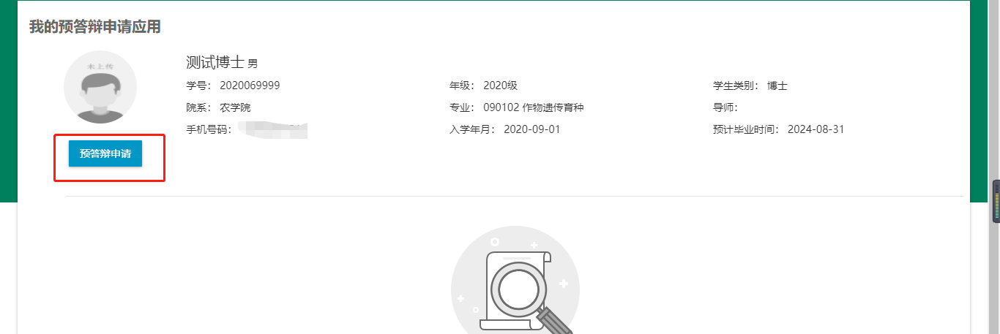 我的预答辩申请应用
未上传
测试博士 男
学号： 2020069999 年级： 2020级 学生类别： 博士
院系： 农学院 专业： 090102 作物遗传育种 导师：
手机号码： 入学年月： 2020-09-01 预计毕业时间： 2024-08-31
预答辩申请